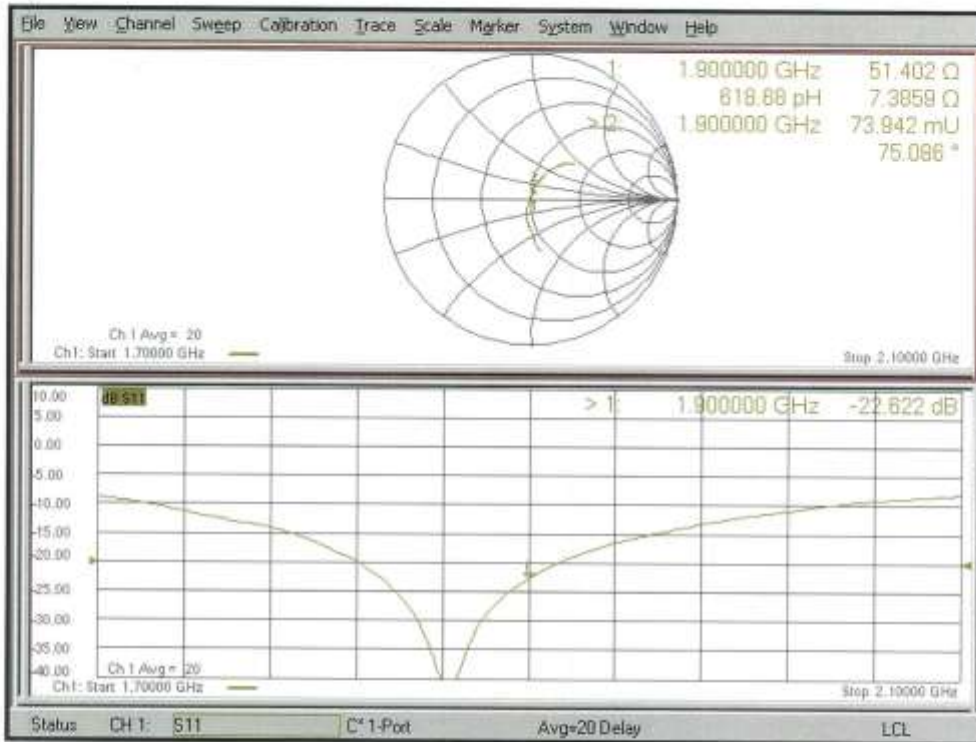 File View Channel Sweep Calibration Trace Scale Marker System Window Help
1: 1.900000 GHz 51.402 Ω
618.68 pH 7.3859 Ω
> 2: 1.900000 GHz 73.942 mU
75.086 °
Ch 1 Avg = 20
Ch1: Start 1.70000 GHz
Stop 2.10000 GHz
10.00 dB S11
> 1: 1.900000 GHz -22.622 dB
5.00
0.00
-5.00
-10.00
-15.00
-20.00
-25.00
-30.00
-35.00
-40.00
1
Ch 1 Avg = 20
Ch1: Start 1.70000 GHz
Stop 2.10000 GHz
Status CH 1: S11 C* 1-Port Avg=20 Delay LCL